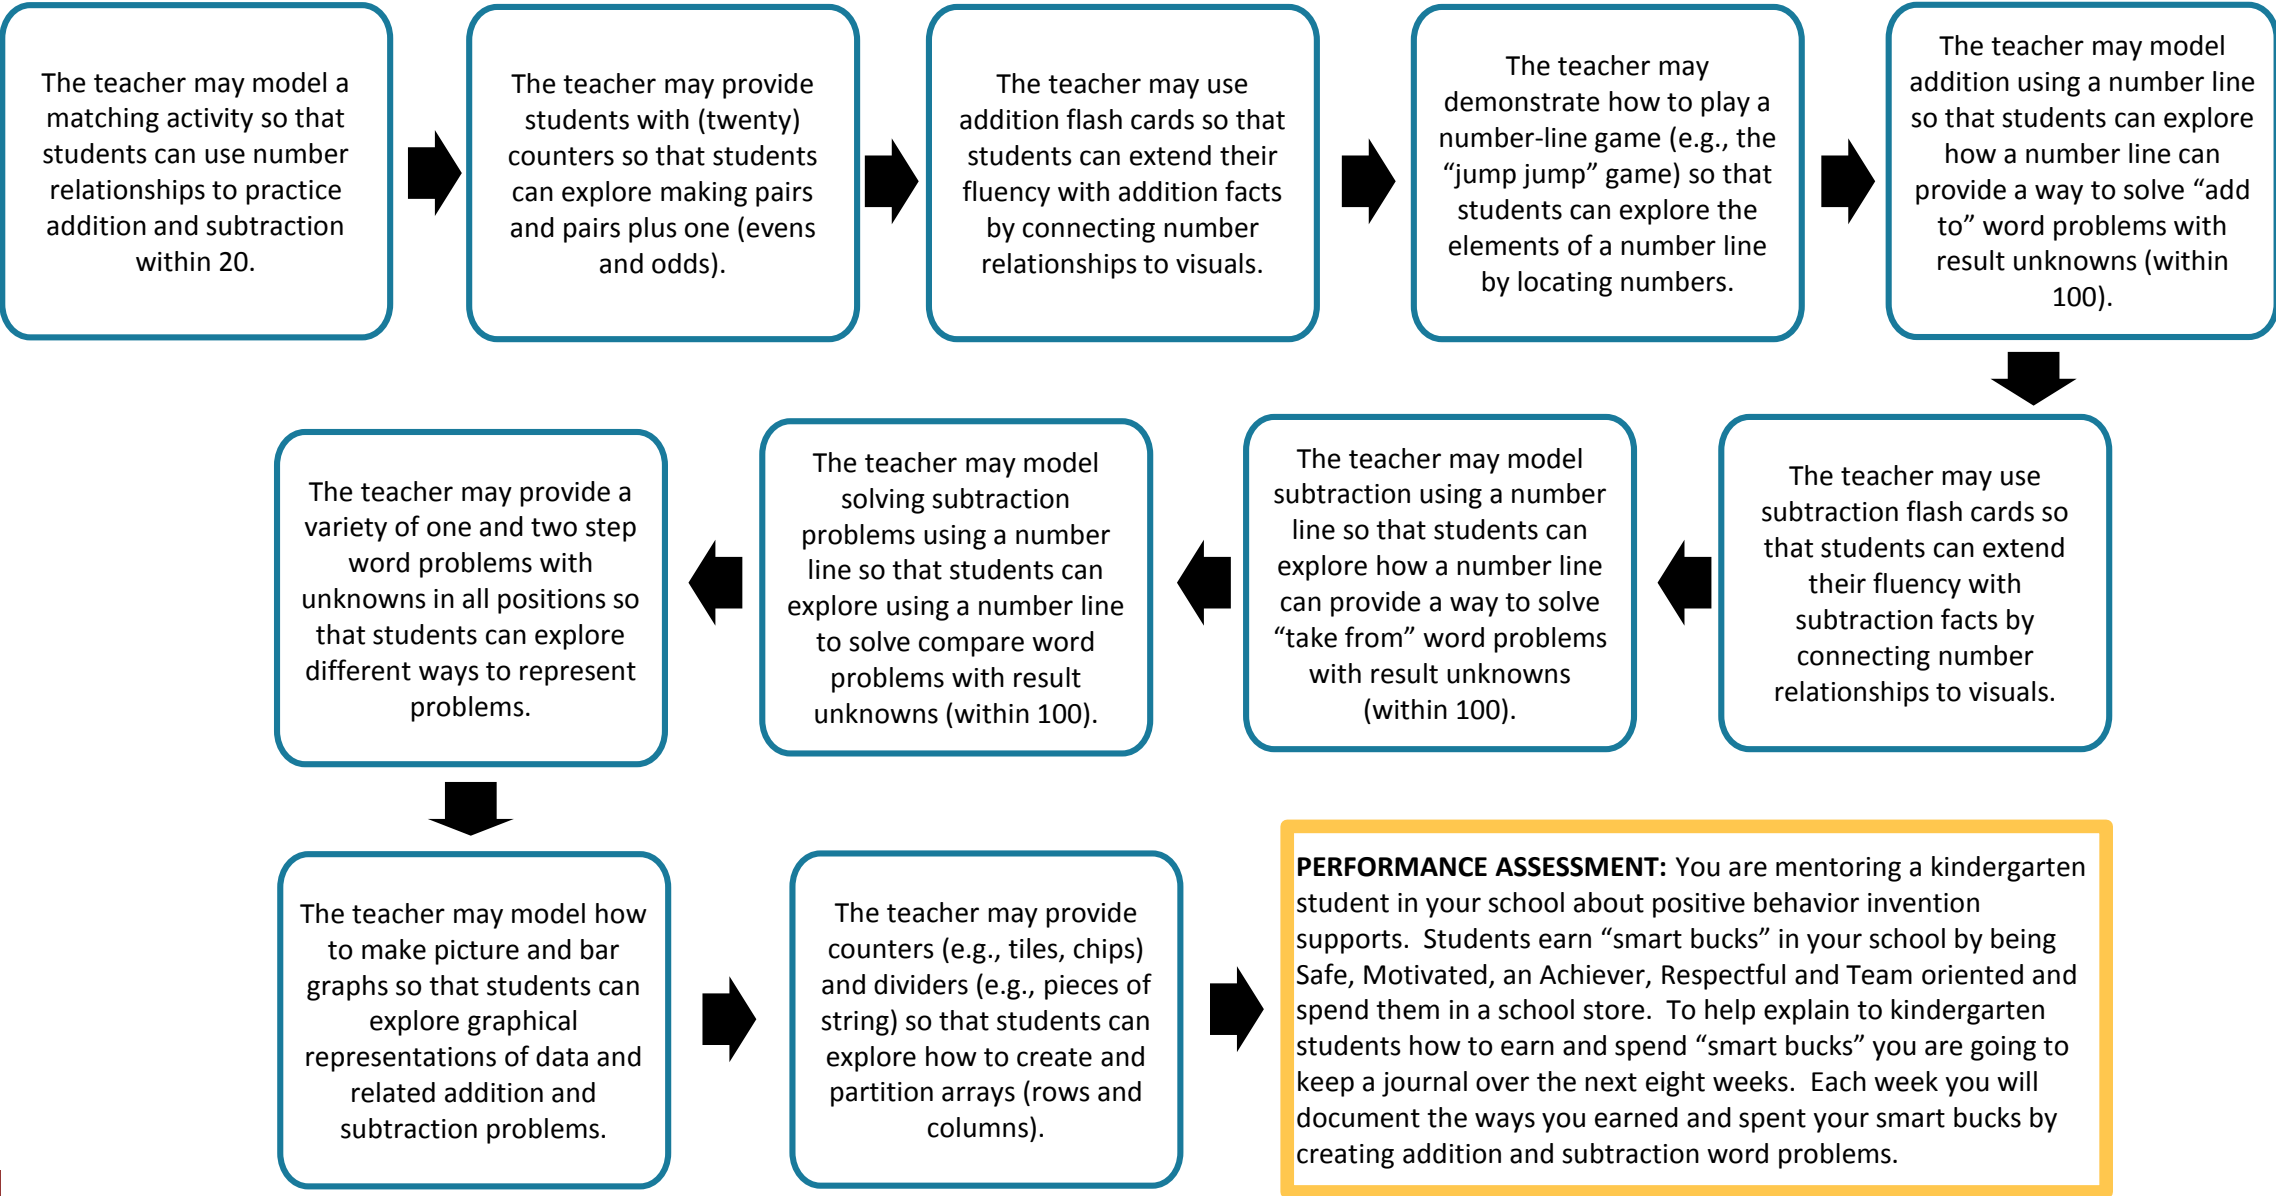 The teacher may model a
matching activity so that
students can use number
relationships to practice
addition and subtraction
within 20.
The teacher may provide
students with (twenty)
counters so that students
can explore making pairs
and pairs plus one (evens
and odds).
The teacher may use
addition flash cards so that
students can extend their
fluency with addition facts
by connecting number
relationships to visuals.
The teacher may
demonstrate how to play a
number-line game (e.g., the
“jump jump” game) so that
students can explore the
elements of a number line
by locating numbers.
The teacher may model
addition using a number line
so that students can explore
how a number line can
provide a way to solve “add
to” word problems with
result unknowns (within
100).
The teacher may use
subtraction flash cards so
that students can extend
their fluency with
subtraction facts by
connecting number
relationships to visuals.
The teacher may model
subtraction using a number
line so that students can
explore how a number line
can provide a way to solve
“take from” word problems
with result unknowns
(within 100).
The teacher may model
solving subtraction
problems using a number
line so that students can
explore using a number line
to solve compare word
problems with result
unknowns (within 100).
The teacher may provide a
variety of one and two step
word problems with
unknowns in all positions so
that students can explore
different ways to represent
problems.
The teacher may model how
to make picture and bar
graphs so that students can
explore graphical
representations of data and
related addition and
subtraction problems.
The teacher may provide
counters (e.g., tiles, chips)
and dividers (e.g., pieces of
string) so that students can
explore how to create and
partition arrays (rows and
columns).
PERFORMANCE ASSESSMENT: You are mentoring a kindergarten
student in your school about positive behavior invention
supports. Students earn “smart bucks” in your school by being
Safe, Motivated, an Achiever, Respectful and Team oriented and
spend them in a school store. To help explain to kindergarten
students how to earn and spend “smart bucks” you are going to
keep a journal over the next eight weeks. Each week you will
document the ways you earned and spent your smart bucks by
creating addition and subtraction word problems.